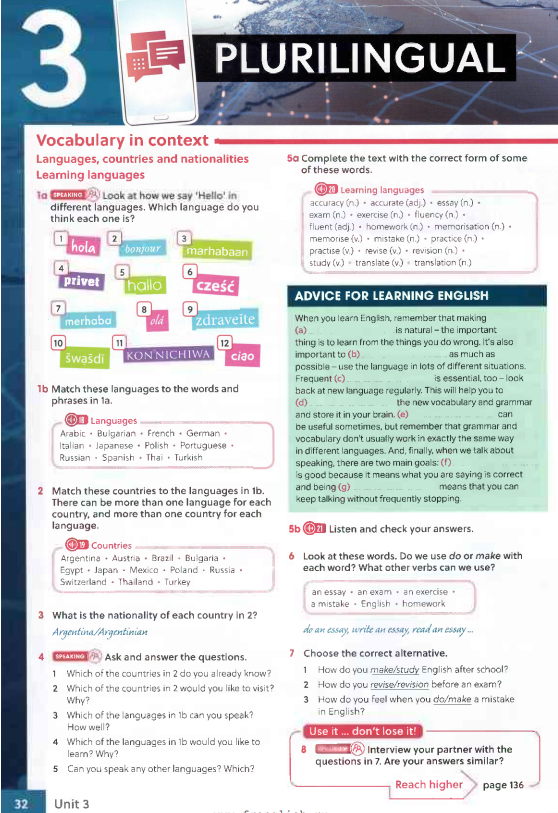 3
PLURILINGUAL
Vocabulary in context
Languages, countries and nationalities
Learning languages
1a SPEAKING Look at how we say 'Hello' in
different languages. Which language do you
think each one is?
1 hola
2 bonjour
3 marhabaan
4 privet
5 hallo
6 cześć
7 merhaba
8 olá
9 zdraveite
10 swạšdi
11 KONNICHIWA
12 ciao
1b Match these languages to the words and
phrases in 1a.
18 Languages
Arabic • Bulgarian • French • German •
Italian • Japanese • Polish • Portuguese •
Russian • Spanish • Thai • Turkish
2 Match these countries to the languages in 1b.
There can be more than one language for each
country, and more than one country for each
language.
19 Countries
Argentina • Austria • Brazil • Bulgaria •
Egypt • Japan • Mexico • Poland • Russia •
Switzerland • Thailand • Turkey
3 What is the nationality of each country in 2?
Argentina/Argentinian
4 SPEAKING Ask and answer the questions.
1 Which of the countries in 2 do you already know?
2 Which of the countries in 2 would you like to visit?
Why?
3 Which of the languages in 1b can you speak?
How well?
4 Which of the languages in 1b would you like to
learn? Why?
5 Can you speak any other languages? Which?
5a Complete the text with the correct form of some
of these words.
20 Learning languages
accuracy (n.) • accurate (adj.) • essay (n.) •
exam (n.) • exercise (n.) • fluency (n.) •
fluent (adj.) • homework (n.) • memorisation (n.) •
memorise (v.) • mistake (n.) • practice (n.) •
practise (v.) • revise (v.) • revision (n.) •
study (v.) • translate (v.) • translation (n.)
ADVICE FOR LEARNING ENGLISH
When you learn English, remember that making
(a) is natural – the important
thing is to learn from the things you do wrong. It's also
important to (b) as much as
possible – use the language in lots of different situations.
Frequent (c) is essential, too – look
back at new language regularly. This will help you to
(d) the new vocabulary and grammar
and store it in your brain. (e) can
be useful sometimes, but remember that grammar and
vocabulary don't usually work in exactly the same way
in different languages. And, finally, when we talk about
speaking, there are two main goals: (f)
is good because it means what you are saying is correct
and being (g) means that you can
keep talking without frequently stopping.
5b 21 Listen and check your answers.
6 Look at these words. Do we use do or make with
each word? What other verbs can we use?
an essay • an exam • an exercise •
a mistake • English • homework
do an essay, write an essay, read an essay ...
7 Choose the correct alternative.
1 How do you make/study English after school?
2 How do you revise/revision before an exam?
3 How do you feel when you do/make a mistake
in English?
Use it ... don't lose it!
8 SPEAKING Interview your partner with the
questions in 7. Are your answers similar?
Reach higher page 136
32 Unit 3